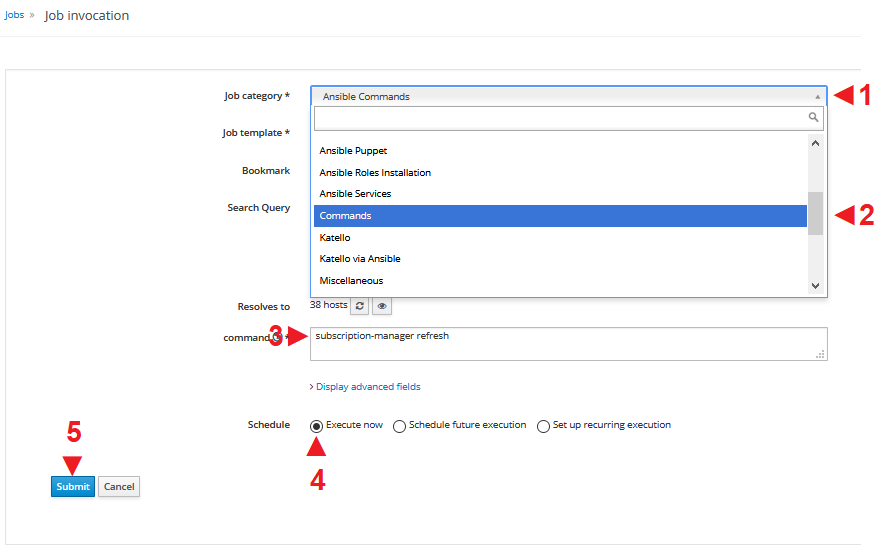 Jobs » Job invocation
Job category * Ansible Commands 1
Job template *
Ansible Puppet
Bookmark
Ansible Roles Installation
Ansible Services
Search Query
Commands 2
Katello
Katello via Ansible
Miscellaneous
Resolves to 38 hosts
command * 3 subscription-manager refresh
Display advanced fields
Schedule Execute now Schedule future execution Set up recurring execution
5
4
Submit Cancel